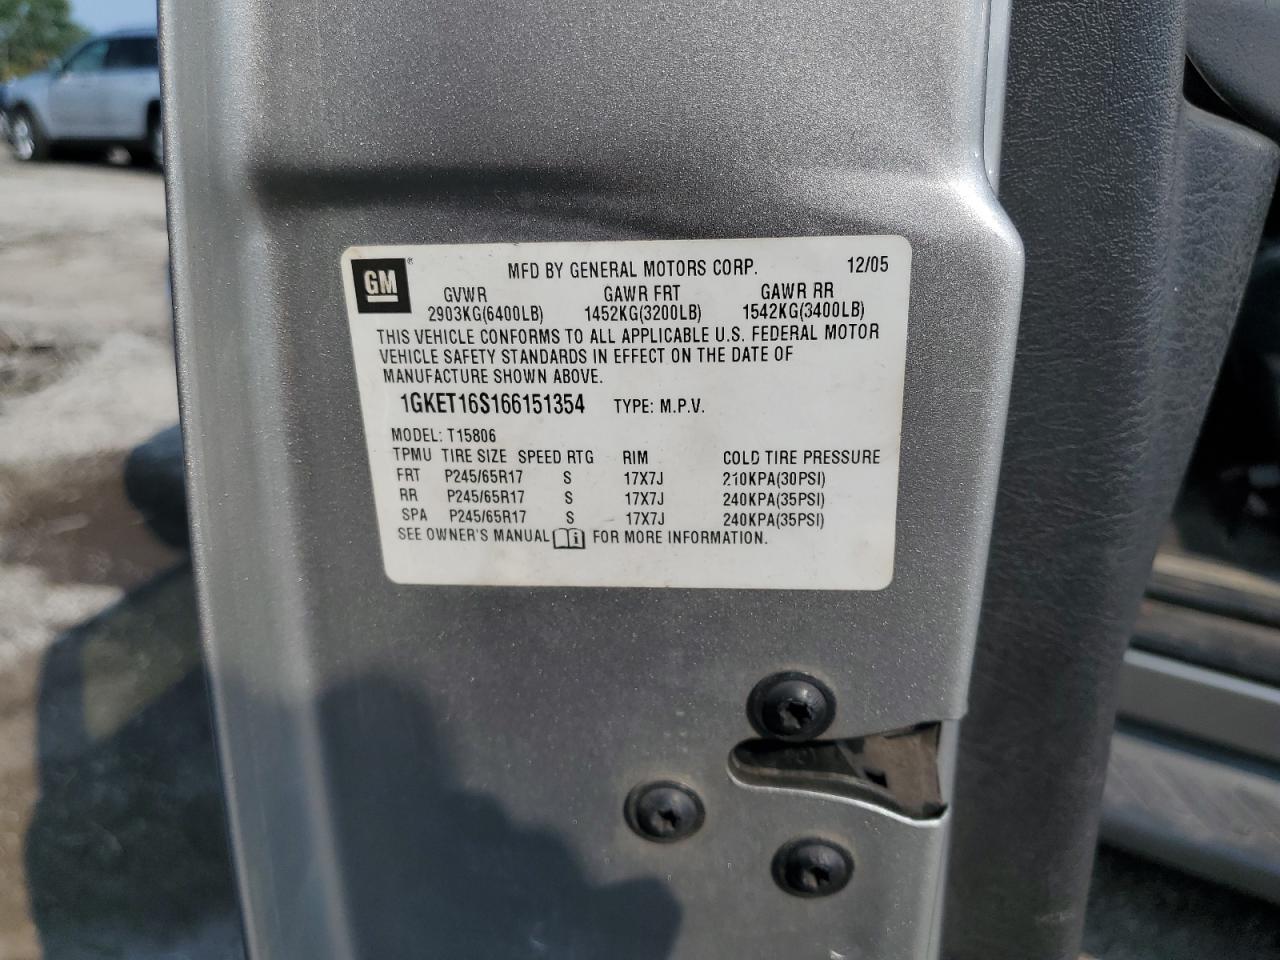 GM® MFD BY GENERAL MOTORS CORP. 12/05
GVWR GAWR FRT GAWR RR
2903KG(6400LB) 1452KG(3200LB) 1542KG(3400LB)
THIS VEHICLE CONFORMS TO ALL APPLICABLE U.S. FEDERAL MOTOR
VEHICLE SAFETY STANDARDS IN EFFECT ON THE DATE OF
MANUFACTURE SHOWN ABOVE.
1GKET16S166151354 TYPE: M.P.V.
MODEL: T15806
TPMU TIRE SIZE SPEED RTG RIM COLD TIRE PRESSURE
FRT P245/65R17 S 17X7J 210KPA(30PSI)
RR P245/65R17 S 17X7J 240KPA(35PSI)
SPA P245/65R17 S 17X7J 240KPA(35PSI)
SEE OWNER'S MANUAL i FOR MORE INFORMATION.